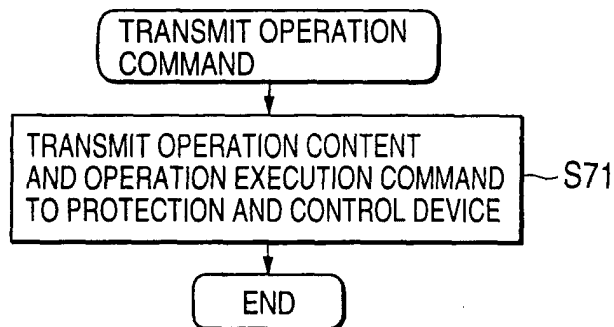 TRANSMIT OPERATION
COMMAND
TRANSMIT OPERATION CONTENT
AND OPERATION EXECUTION COMMAND
TO PROTECTION AND CONTROL DEVICE
S71
END